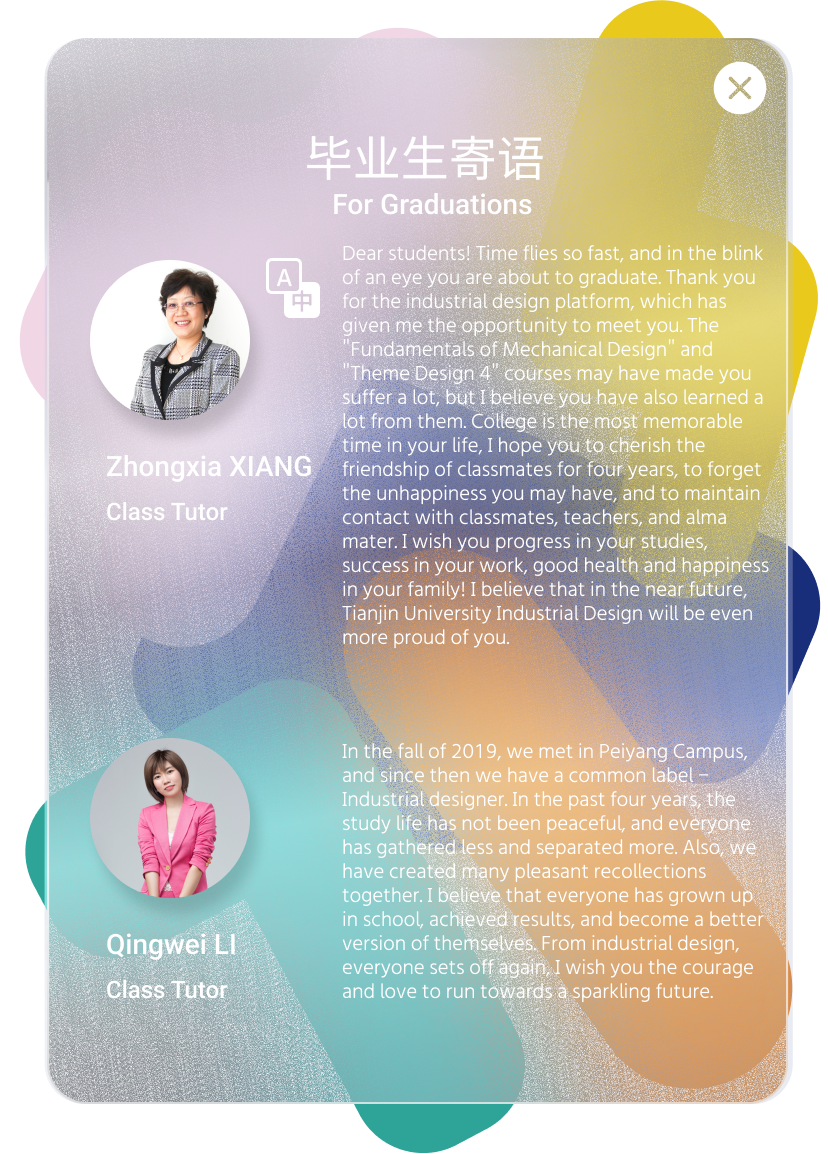 毕业生寄语
For Graduations
A
中
Dear students! Time flies so fast, and in the blink
of an eye you are about to graduate. Thank you
for the industrial design platform, which has
given me the opportunity to meet you. The
"Fundamentals of Mechanical Design" and
"Theme Design 4" courses may have made you
suffer a lot, but I believe you have also learned a
lot from them. College is the most memorable
time in your life, I hope you to cherish the
friendship of classmates for four years, to forget
the unhappiness you may have, and to maintain
contact with classmates, teachers, and alma
mater. I wish you progress in your studies,
success in your work, good health and happiness
in your family! I believe that in the near future,
Tianjin University Industrial Design will be even
more proud of you.
Zhongxia XIANG
Class Tutor
In the fall of 2019, we met in Peiyang Campus,
and since then we have a common label –
Industrial designer. In the past four years, the
study life has not been peaceful, and everyone
has gathered less and separated more. Also, we
have created many pleasant recollections
together. I believe that everyone has grown up
in school, achieved results, and become a better
version of themselves. From industrial design,
everyone sets off again, I wish you the courage
and love to run towards a sparkling future.
Qingwei LI
Class Tutor